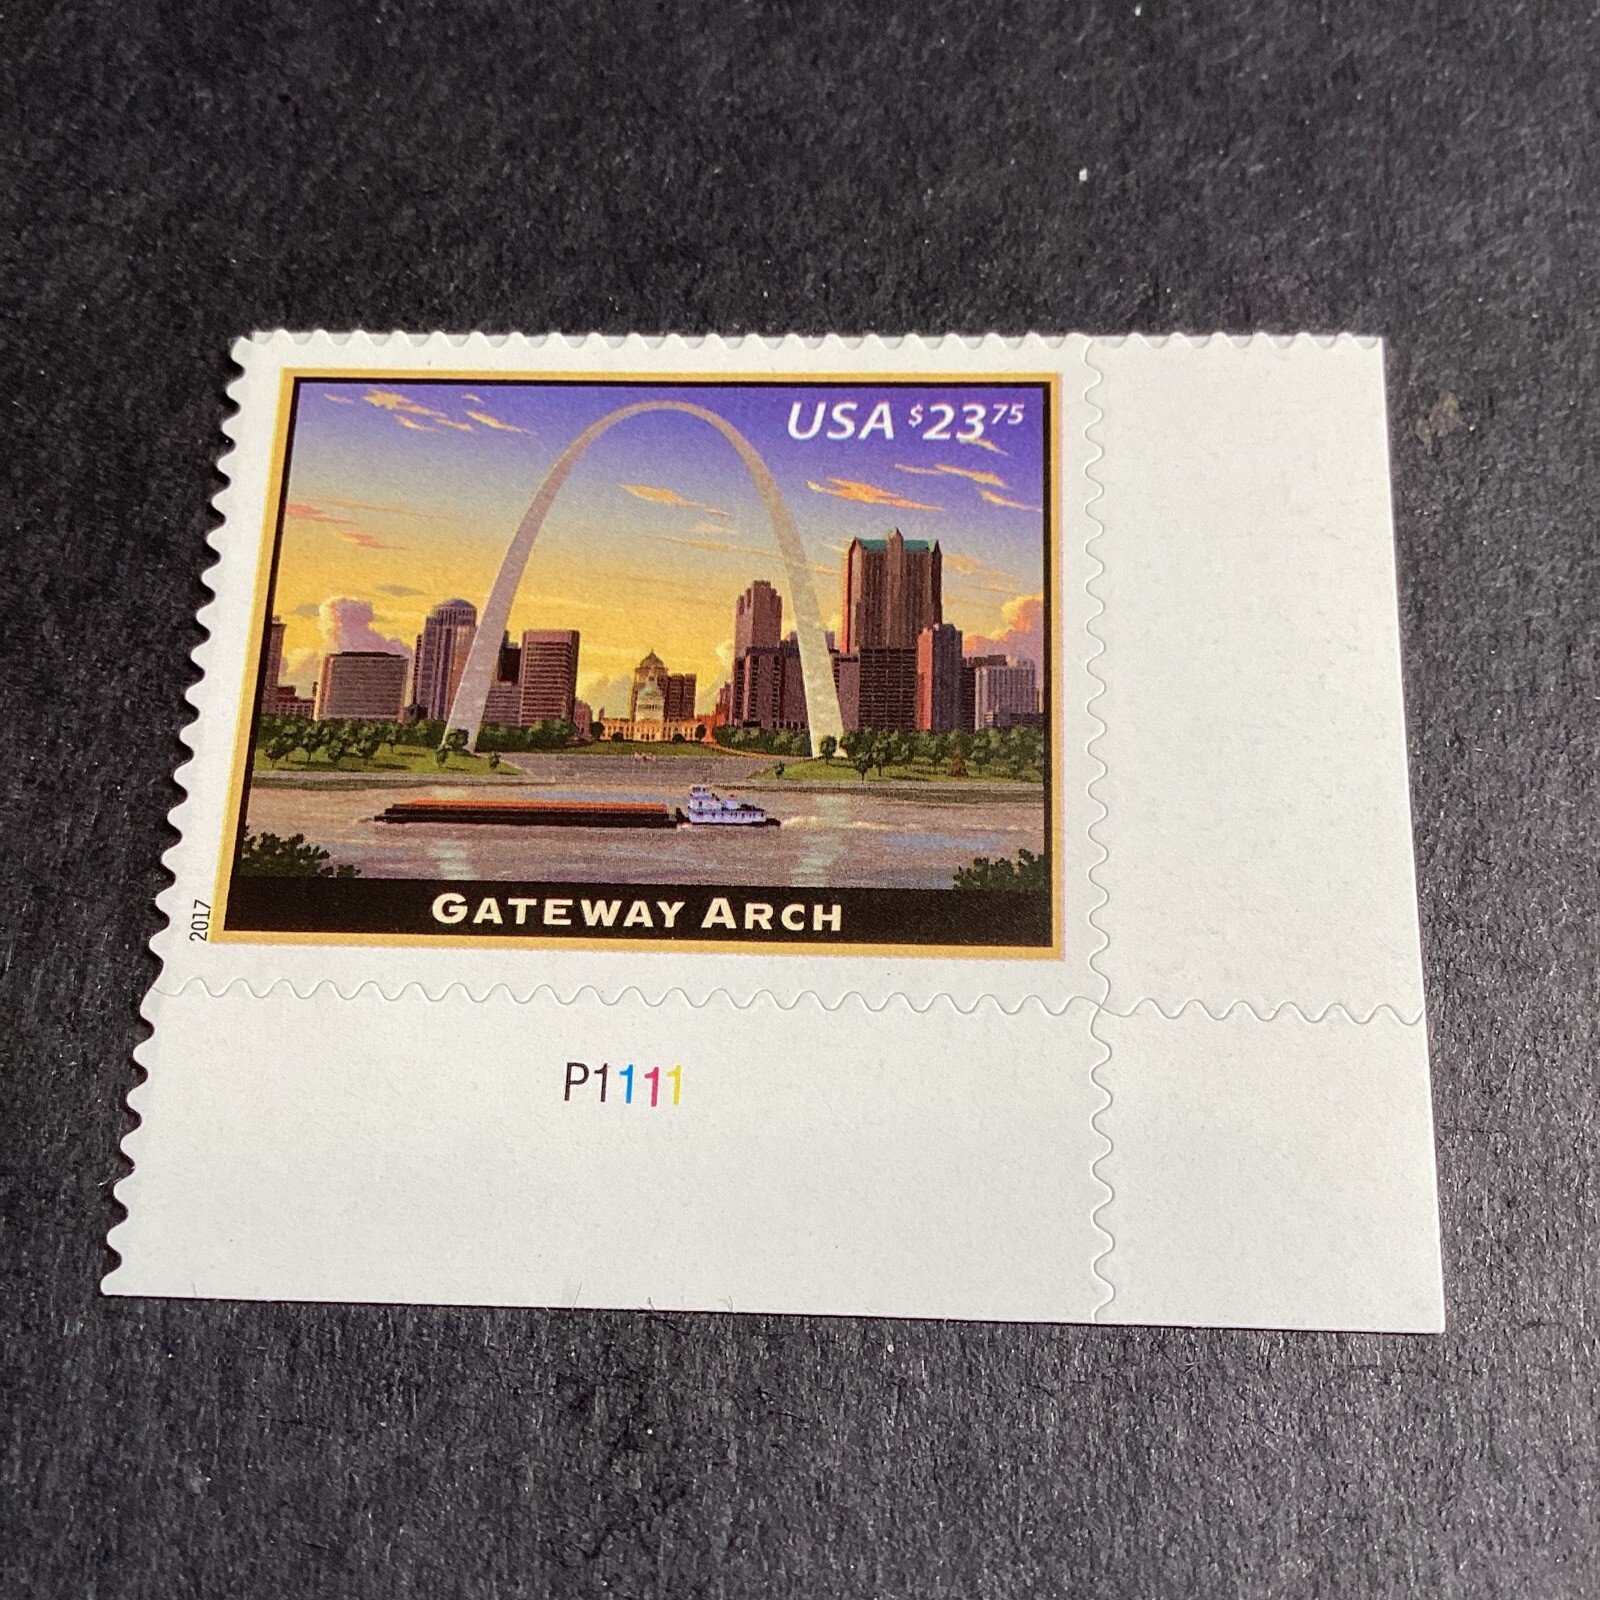 USA $2375
GATEWAY ARCH
2017
P1111